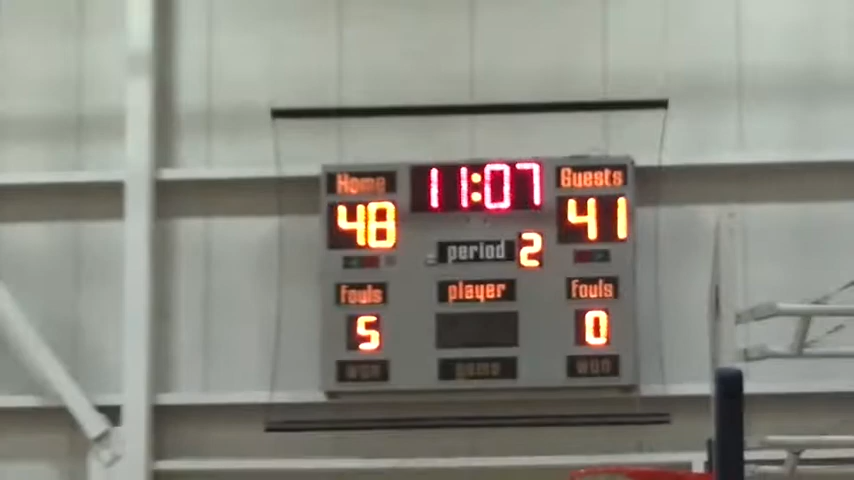 Home 11:07 Guests
48 41
period 2
fouls player fouls
5 0
won game won